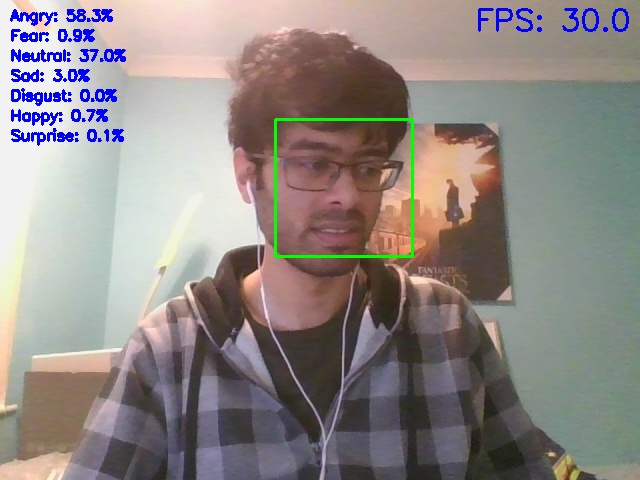 Angry: 58.3%
Fear: 0.9%
Neutral: 37.0%
Sad: 3.0%
Disgust: 0.0%
Happy: 0.7%
Surprise: 0.1%
FPS: 30.0
FANTASTIC